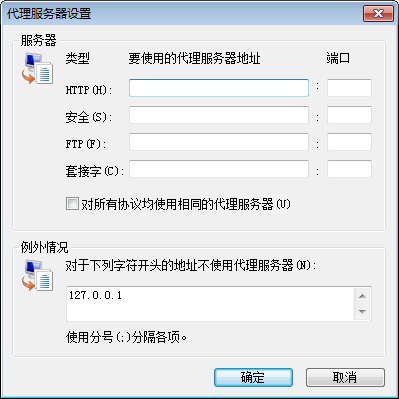 代理服务器设置
服务器
类型 要使用的代理服务器地址 端口
HTTP(H): :
安全(S): :
FTP(F): :
套接字(C): :
对所有协议均使用相同的代理服务器(U)
例外情况
对于下列字符开头的地址不使用代理服务器(N):
127.0.0.1
使用分号(;)分隔各项。
确定 取消